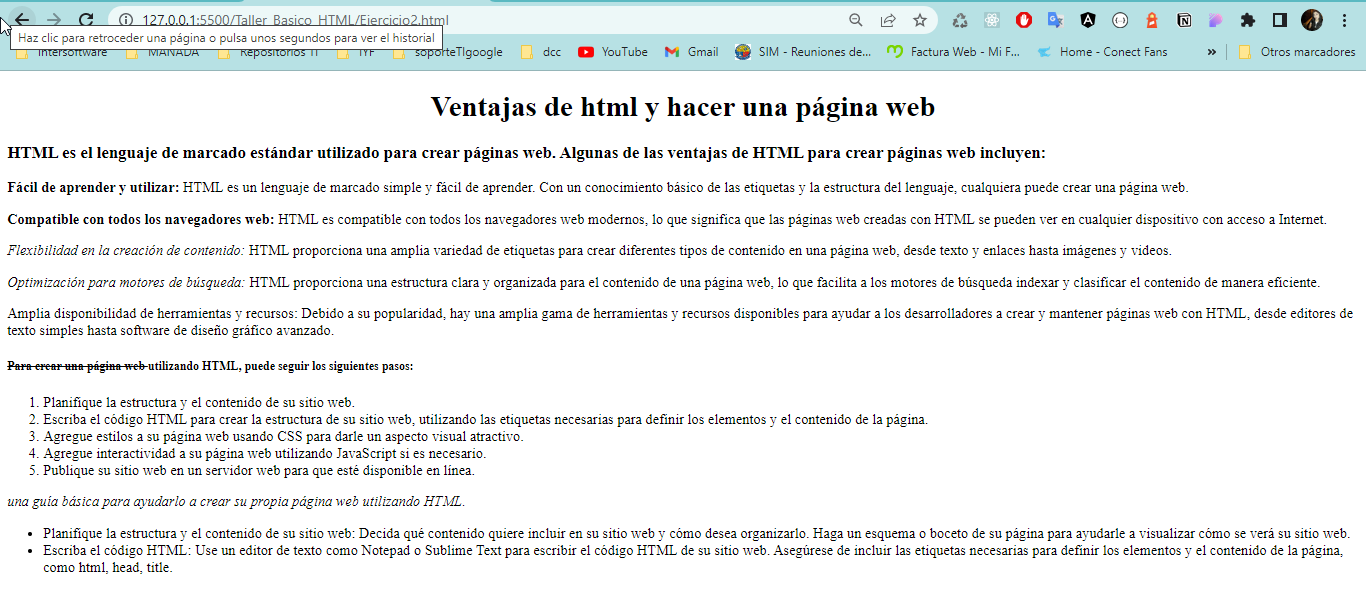 127.0.0.1:5500/Taller_Basico_HTML/Ejercicio2.html
Haz clic para retroceder una página o pulsa unos segundos para ver el historial
Intersoftware MANADA Repositorios TI TYF soporteTIgoogle dcc YouTube Gmail SIM - Reuniones de... Factura Web - Mi F... Home - Conect Fans » Otros marcadores
Ventajas de html y hacer una página web
HTML es el lenguaje de marcado estándar utilizado para crear páginas web. Algunas de las ventajas de HTML para crear páginas web incluyen:
Fácil de aprender y utilizar: HTML es un lenguaje de marcado simple y fácil de aprender. Con un conocimiento básico de las etiquetas y la estructura del lenguaje, cualquiera puede crear una página web.
Compatible con todos los navegadores web: HTML es compatible con todos los navegadores web modernos, lo que significa que las páginas web creadas con HTML se pueden ver en cualquier dispositivo con acceso a Internet.
Flexibilidad en la creación de contenido: HTML proporciona una amplia variedad de etiquetas para crear diferentes tipos de contenido en una página web, desde texto y enlaces hasta imágenes y videos.
Optimización para motores de búsqueda: HTML proporciona una estructura clara y organizada para el contenido de una página web, lo que facilita a los motores de búsqueda indexar y clasificar el contenido de manera eficiente.
Amplia disponibilidad de herramientas y recursos: Debido a su popularidad, hay una amplia gama de herramientas y recursos disponibles para ayudar a los desarrolladores a crear y mantener páginas web con HTML, desde editores de
texto simples hasta software de diseño gráfico avanzado.
Para crear una página web utilizando HTML, puede seguir los siguientes pasos:
1. Planifique la estructura y el contenido de su sitio web.
2. Escriba el código HTML para crear la estructura de su sitio web, utilizando las etiquetas necesarias para definir los elementos y el contenido de la página.
3. Agregue estilos a su página web usando CSS para darle un aspecto visual atractivo.
4. Agregue interactividad a su página web utilizando JavaScript si es necesario.
5. Publique su sitio web en un servidor web para que esté disponible en línea.
una guía básica para ayudarlo a crear su propia página web utilizando HTML.
• Planifique la estructura y el contenido de su sitio web: Decida qué contenido quiere incluir en su sitio web y cómo desea organizarlo. Haga un esquema o boceto de su página para ayudarle a visualizar cómo se verá su sitio web.
• Escriba el código HTML: Use un editor de texto como Notepad o Sublime Text para escribir el código HTML de su sitio web. Asegúrese de incluir las etiquetas necesarias para definir los elementos y el contenido de la página,
como html, head, title.